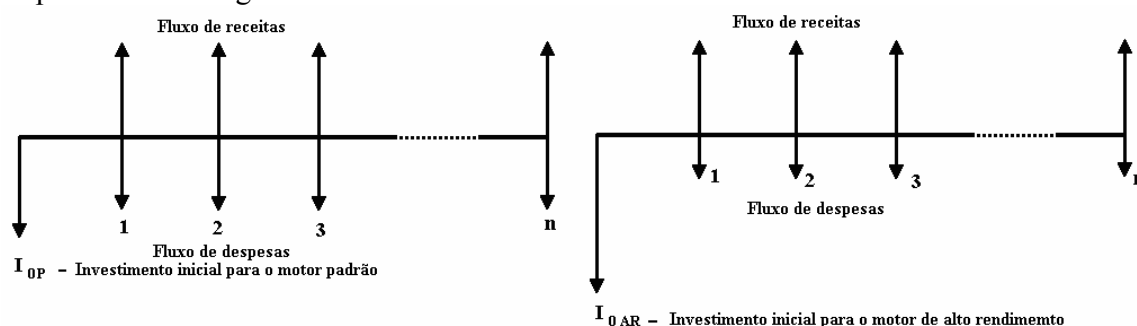 Fluxo de receitas
1 2 3 n
Fluxo de despesas
I 0P – Investimento inicial para o motor padrão
Fluxo de receitas
1 2 3
Fluxo de despesas
I 0 AR – Investimento inicial para o motor de alto rendimemto